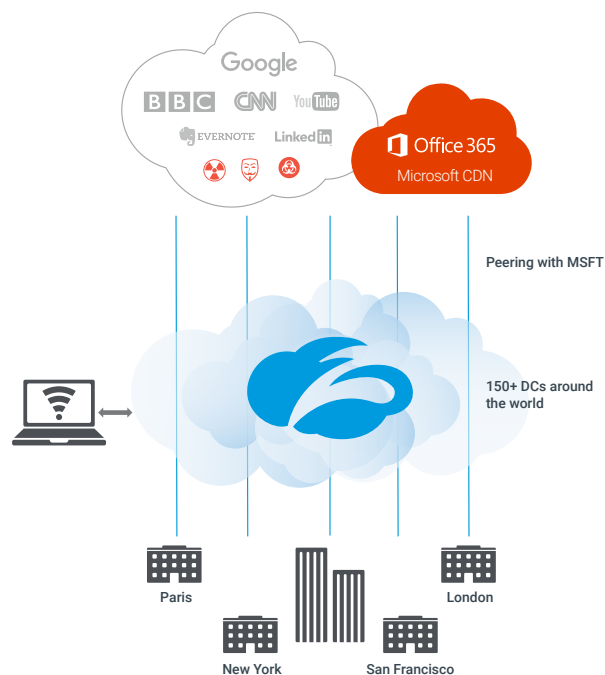 Google
BBC CNN YouTube
EVERNOTE LinkedIn
Office 365
Microsoft CDN
Peering with MSFT
150+ DCs around
the world
Paris
London
New York
San Francisco